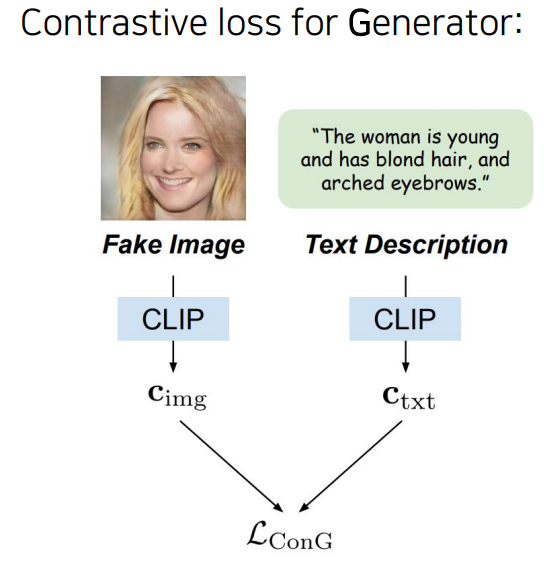 Contrastive loss for Generator:
"The woman is young
and has blond hair, and
arched eyebrows."
Fake Image
Text Description
CLIP
CLIP
c_img
c_txt
ℒ_ConG